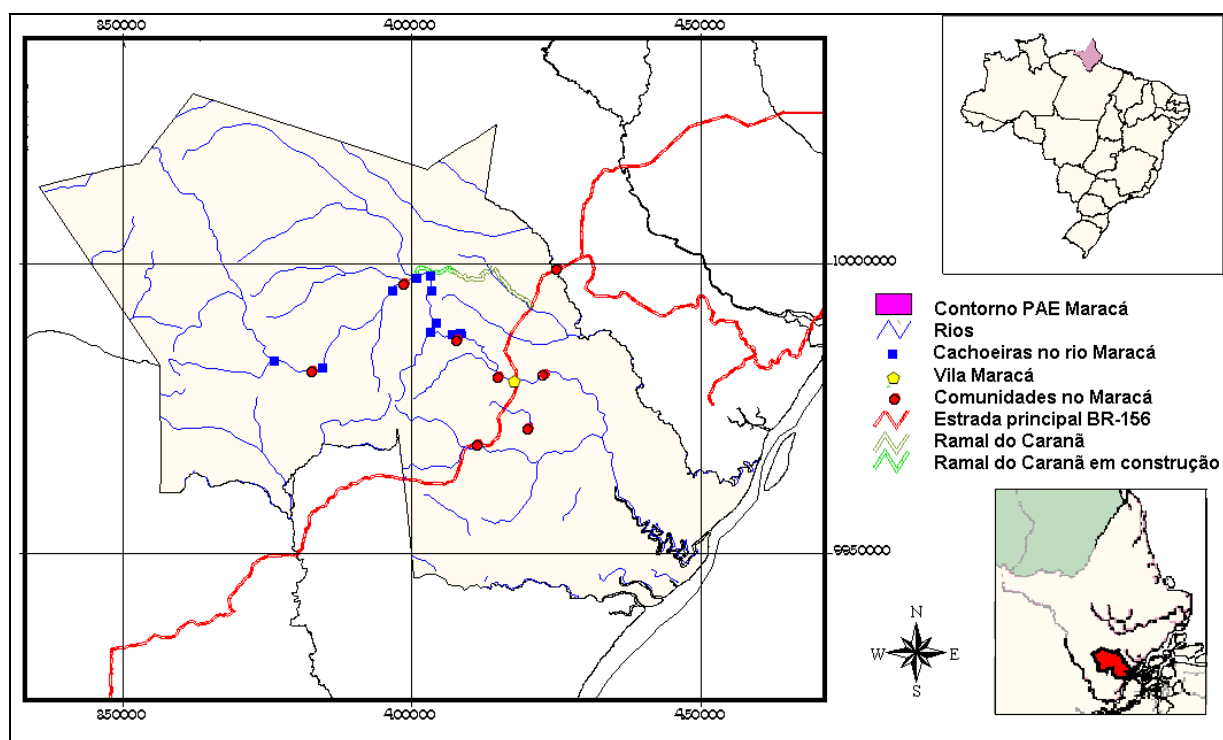 350000 400000 450000
10000000
9950000
350000 400000 450000
Contorno PAE Maracá
Rios
Cachoeiras no rio Maracá
Vila Maracá
Comunidades no Maracá
Estrada principal BR-156
Ramal do Caranã
Ramal do Caranã em construção
N
W E
S